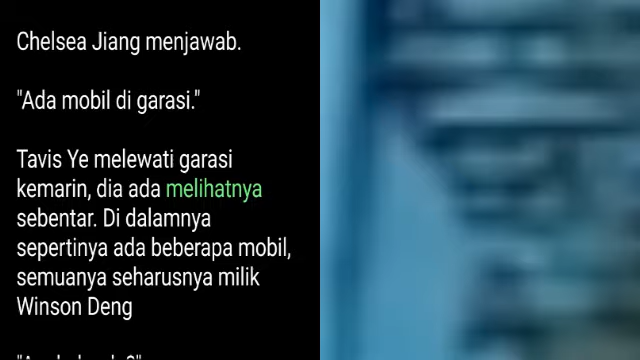 Chelsea Jiang menjawab.
"Ada mobil di garasi."
Tavis Ye melewati garasi
kemarin, dia ada melihatnya
sebentar. Di dalamnya
sepertinya ada beberapa mobil,
semuanya seharusnya milik
Winson Deng